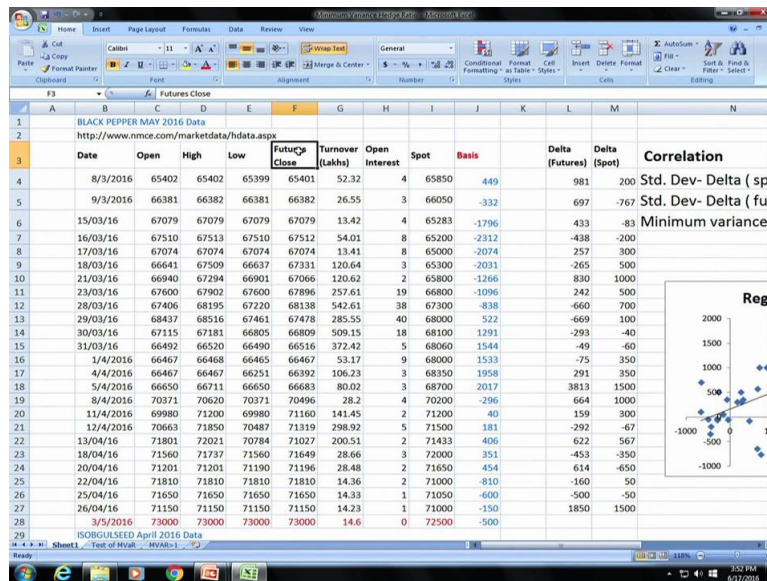 Minimum Variance Hedge Ratio - Microsoft Excel
Home Insert Page Layout Formulas Data Review View
Cut
Copy
Format Painter
Paste
Calibri 11 A A
B I U
Wrap Text
Merge & Center
General
$ % ,
Conditional Formatting
Format as Table
Cell Styles
Insert Delete Format
AutoSum
Fill
Clear
Sort & Filter
Find & Select
Clipboard Font Alignment Number Styles Cells Editing
F3 fx Futures Close
A B C D E F G H I J K L M N
1 BLACK PEPPER MAY 2016 Data
2 http://www.nmce.com/marketdata/hdata.aspx
3 Date Open High Low Futures Close Turnover (Lakhs) Open Interest Spot Basis Delta (Futures) Delta (Spot) Correlation
4 8/3/2016 65402 65402 65399 65401 52.32 4 65850 449 981 200 Std. Dev- Delta ( sp
5 9/3/2016 66381 66382 66381 66382 26.55 3 66050 -332 697 -767 Std. Dev- Delta ( fu
6 15/03/16 67079 67079 67079 67079 13.42 4 65283 -1796 433 -83 Minimum variance
7 16/03/16 67510 67513 67510 67512 54.01 8 65200 -2312 -438 -200
8 17/03/16 67074 67074 67074 67074 13.41 8 65000 -2074 257 300
9 18/03/16 66641 67509 66637 67331 120.64 3 65300 -2031 -265 500
10 21/03/16 66940 67294 66901 67066 120.62 2 65800 -1266 830 1000
11 23/03/16 67600 67902 67600 67896 257.61 19 66800 -1096 242 500
12 28/03/16 67406 68195 67220 68138 542.61 38 67300 -838 -660 700
13 29/03/16 68437 68516 67461 67478 285.55 40 68000 522 -669 100
14 30/03/16 67115 67181 66805 66809 509.15 18 68100 1291 -293 -40
15 31/03/16 66492 66520 66490 66516 372.42 5 68060 1544 -49 -60
16 1/4/2016 66467 66468 66465 66467 53.17 9 68000 1533 -75 350
17 4/4/2016 66467 66467 66251 66392 106.23 3 68350 1958 291 350
18 5/4/2016 66650 66711 66650 66683 80.02 3 68700 2017 3813 1500
19 8/4/2016 70371 70620 70371 70496 28.2 4 70200 -296 664 1000
20 11/4/2016 69980 71200 69980 71160 141.45 2 71200 40 159 300
21 12/4/2016 70663 71850 70487 71319 298.92 5 71500 181 -292 -67
22 13/04/16 71801 72021 70784 71027 200.51 2 71433 406 622 567
23 18/04/16 71560 71737 71560 71649 28.66 3 72000 351 -453 -350
24 20/04/16 71201 71201 71190 71196 28.48 2 71650 454 614 -650
25 22/04/16 71810 71810 71810 71810 14.36 2 71000 -810 -160 50
26 25/04/16 71650 71650 71650 71650 14.33 1 71050 -600 -500 -50
27 26/04/16 71150 71150 71150 71150 14.23 1 71000 -150 1850 1500
28 3/5/2016 73000 73000 73000 73000 14.6 0 72500 -500
29 ISOBGULSEED April 2016 Data
Reg
2000
1500
1000
500
-1000 0
-500
-1000
Sheet1 Test of MVaR MVAR>1
Ready 118%
3:52 PM
6/17/2016